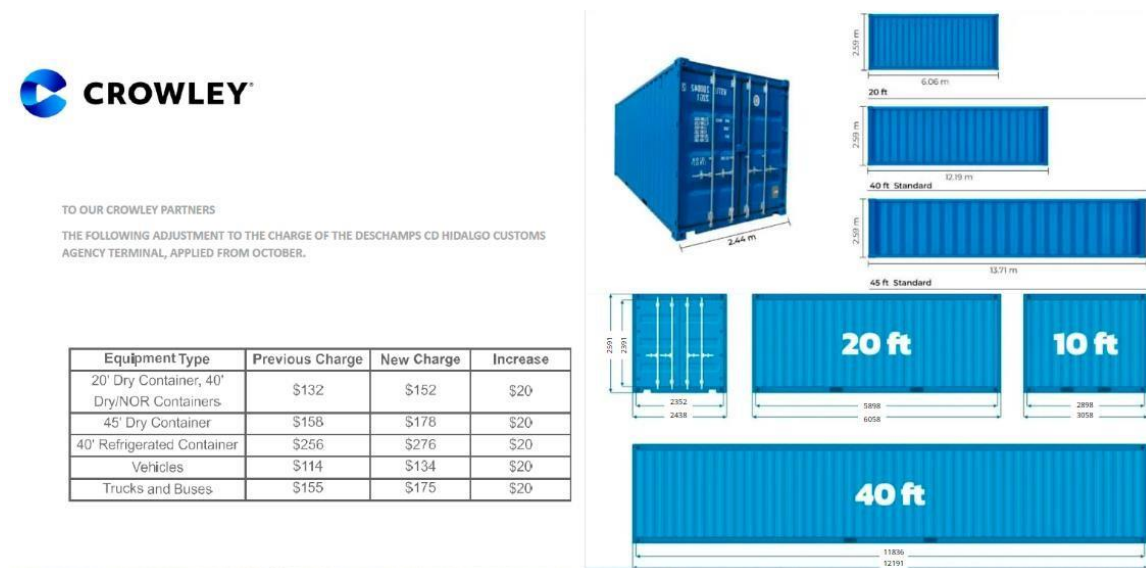 CROWLEY
TO OUR CROWLEY PARTNERS
THE FOLLOWING ADJUSTMENT TO THE CHARGE OF THE DESCHAMPS CD HIDALGO CUSTOMS
AGENCY TERMINAL, APPLIED FROM OCTOBER.
Equipment Type Previous Charge New Charge Increase
20' Dry Container, 40'
Dry/NOR Containers $132 $152 $20
45' Dry Container $158 $178 $20
40' Refrigerated Container $256 $276 $20
Vehicles $114 $134 $20
Trucks and Buses $155 $175 $20
2.44 m
2.59 m
6.06 m
20 ft
2.59 m
12.19 m
40 ft Standard
2.59 m
13.71 m
45 ft Standard
2591
2391
2352
2438
20 ft
5898
6058
10 ft
2898
3058
40 ft
11836
12191